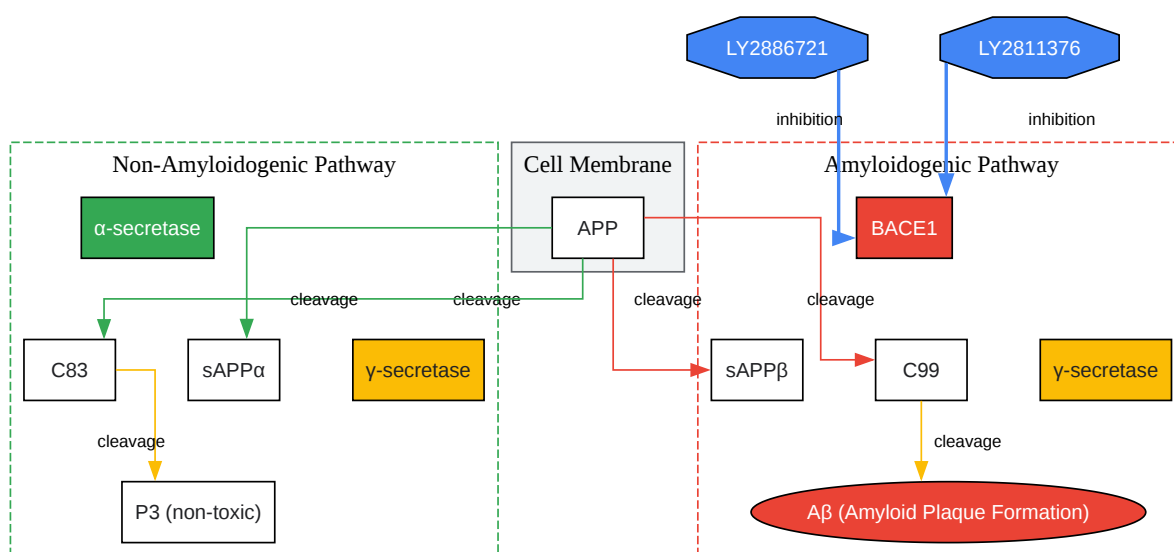 LY2886721
LY2811376
inhibition
inhibition
Non-Amyloidogenic Pathway
Cell Membrane
Amyloidogenic Pathway
α-secretase
APP
BACE1
cleavage
cleavage
cleavage
cleavage
C83
sAPPα
γ-secretase
sAPPβ
C99
γ-secretase
cleavage
cleavage
P3 (non-toxic)
Aβ (Amyloid Plaque Formation)